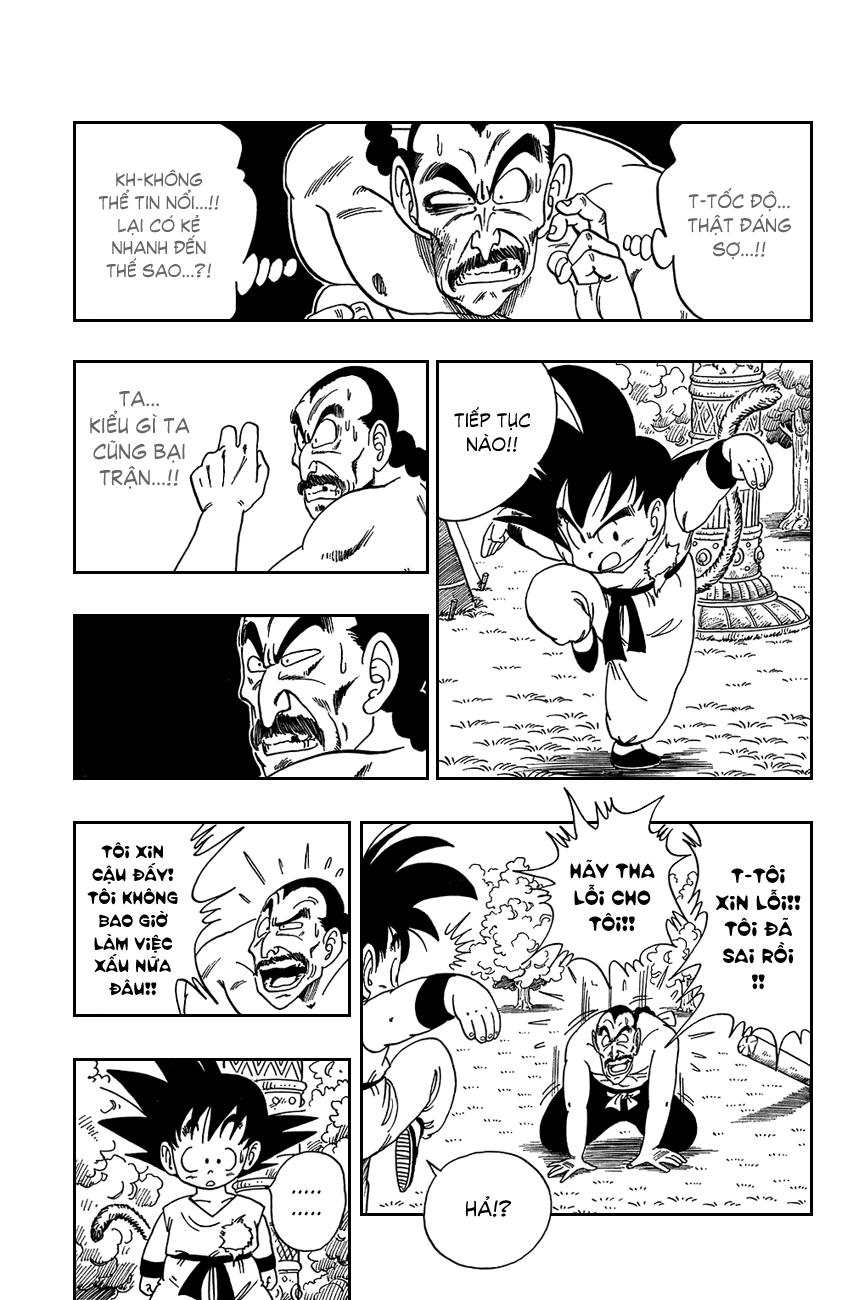 T-TỐC ĐỘ...
THẬT ĐÁNG
SỢ...!!
KH-KHÔNG
THỂ TIN NỔI...!!
LẠI CÓ KẺ
NHANH ĐẾN
THẾ SAO...?!
TIẾP TỤC
NÀO!!
TA...
KIỂU GÌ TA
CŨNG BẠI
TRẬN...!!
T-TÔI
XIN LỖI!!
TÔI ĐÃ
SAI RỒI
!!
HÃY THA
LỖI CHO
TÔI!!
HẢ!?
TÔI XIN
CẬU ĐẤY!
TÔI KHÔNG
BAO GIỜ
LÀM VIỆC
XẤU NỮA
ĐÂU!!
......
......